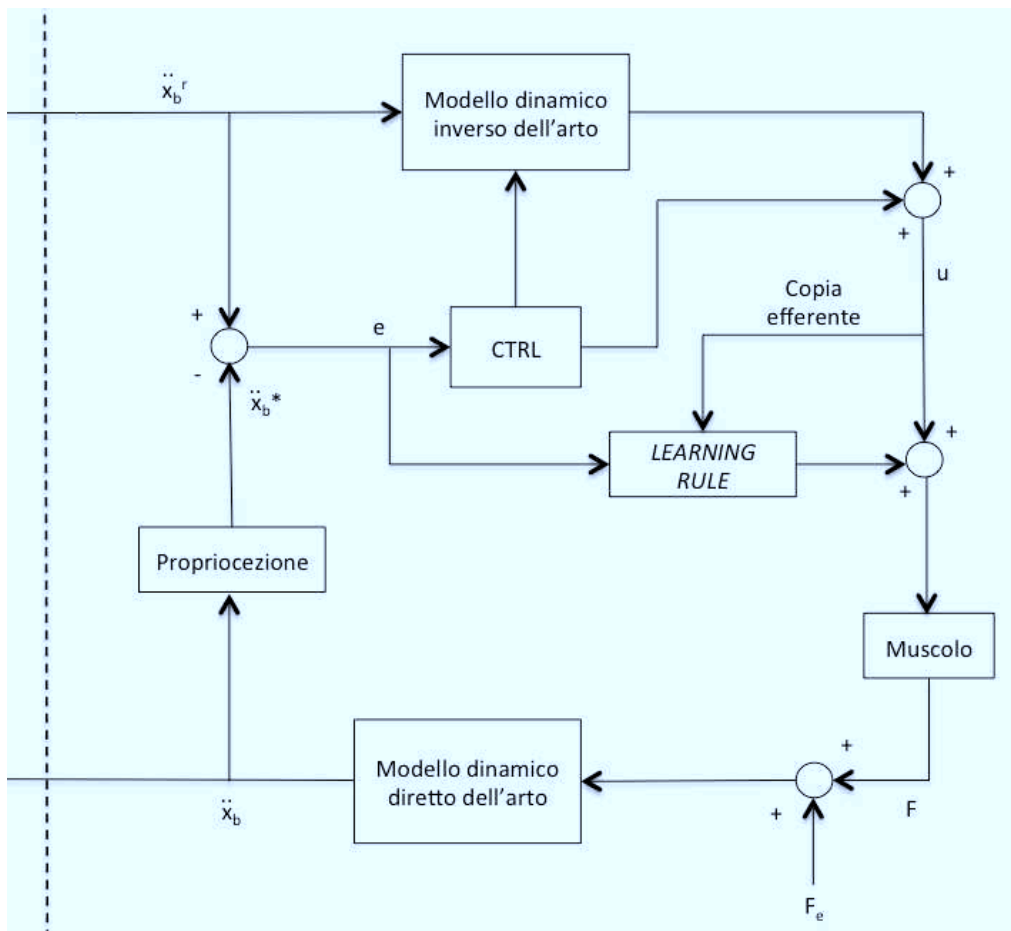 ẍ_b^r
Modello dinamico
inverso dell’arto
+
+
u
Copia
efferente
+
e
CTRL
-
ẍ_b*
LEARNING
RULE
+
+
Propriocezione
Muscolo
+
Modello dinamico
diretto dell’arto
+
F
ẍ_b
F_e